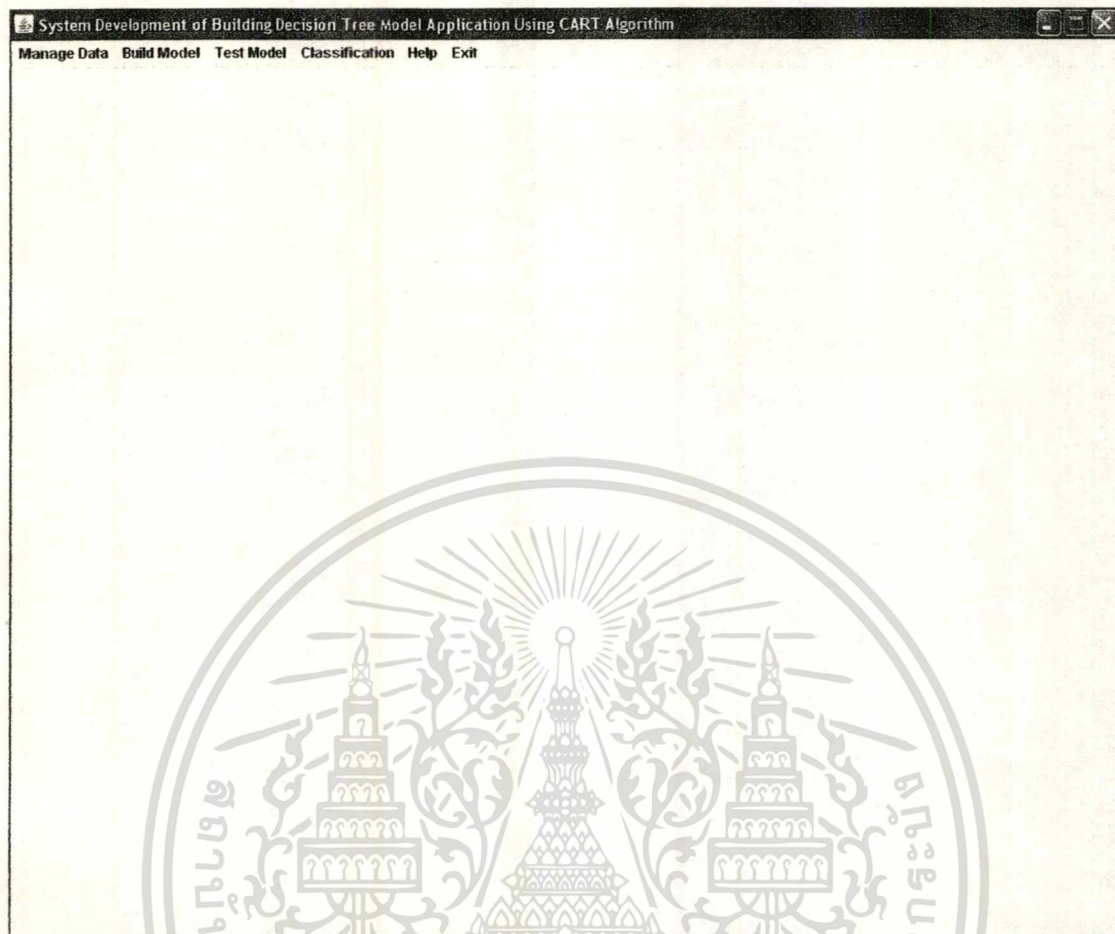 System Development of Building Decision Tree Model Application Using CART Algorithm
Manage Data Build Model Test Model Classification Help Exit